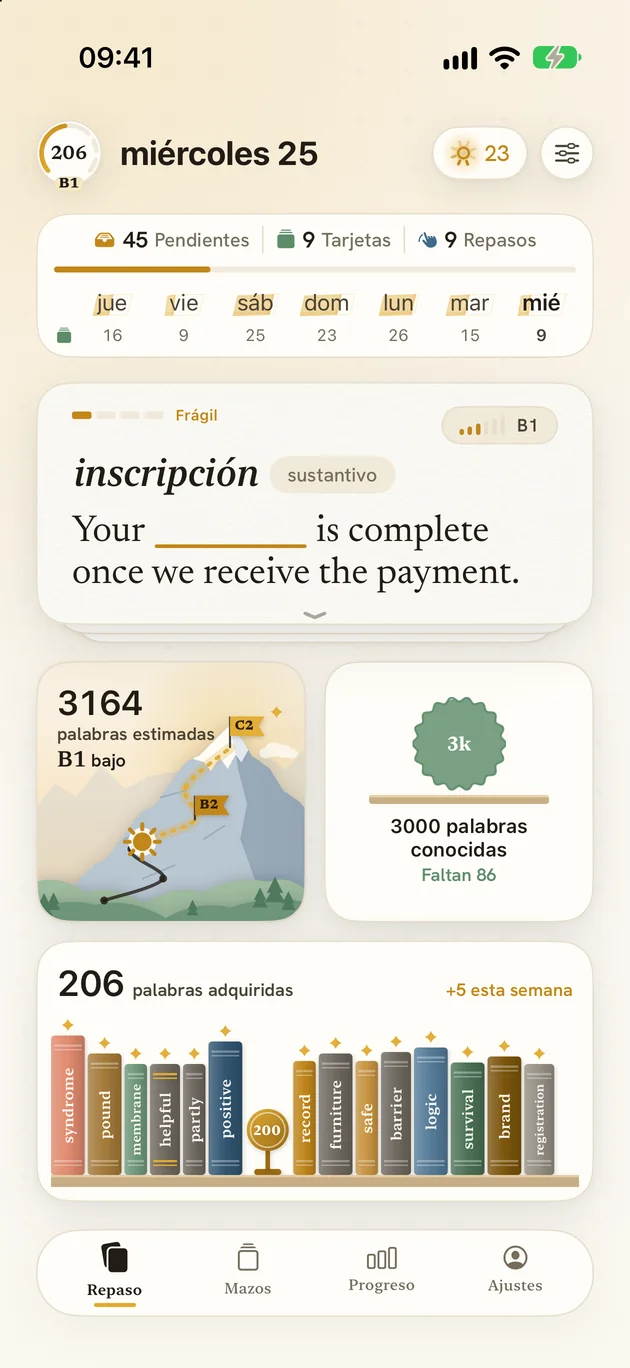 09:41
206
B1
miércoles 25
23
45 Pendientes
9 Tarjetas
9 Repasos
jue vie sáb dom lun mar mié
16 9 25 23 26 15 9
Frágil
B1
inscripción sustantivo
Your ________ is complete
once we receive the payment.
3164
palabras estimadas
B1 bajo
C2
B2
3k
3000 palabras
conocidas
Faltan 86
206 palabras adquiridas
+5 esta semana
syndrome
pound
membrane
helpful
partly
positive
200
record
furniture
safe
barrier
logic
survival
brand
registration
Repaso
Mazos
Progreso
Ajustes